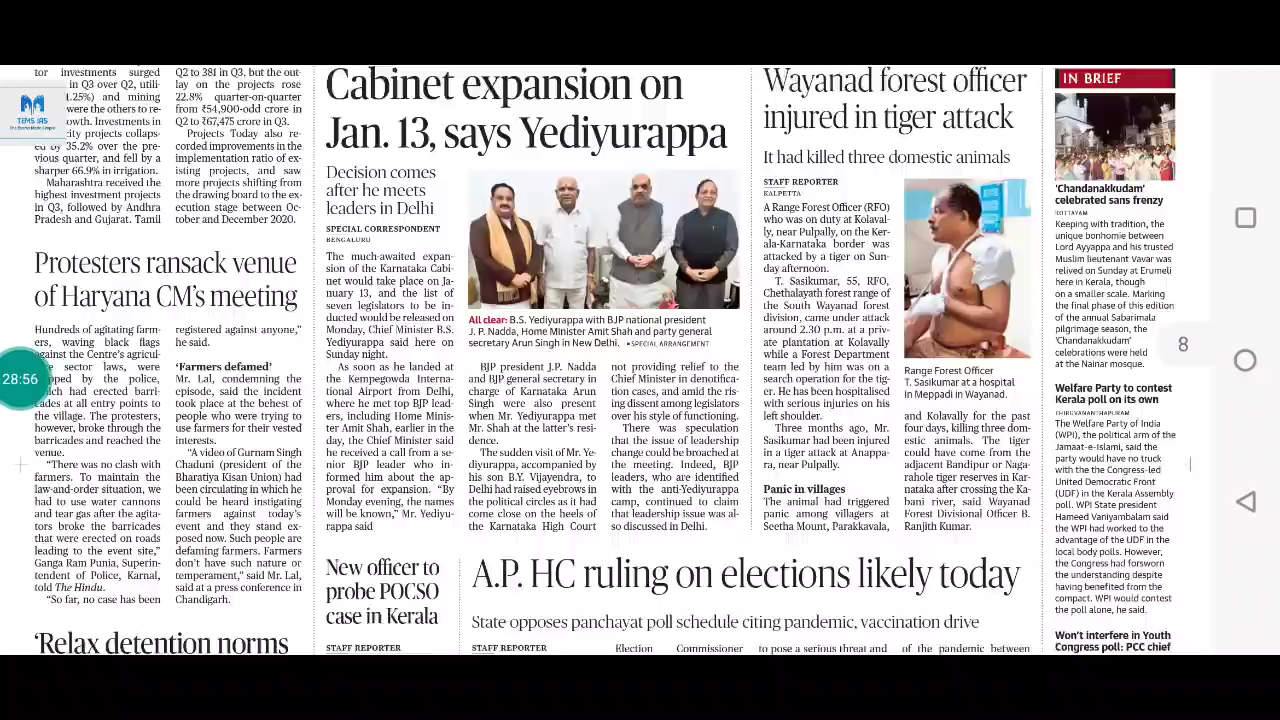 tor investments surged
in Q3 over Q2, utili-
1.25%) and mining
were the others to re-
owth. Investments in
city projects collaps-
ed by 35.2% over the pre-
vious quarter, and fell by a
sharper 66.9% in irrigation.
Maharashtra received the
highest investment projects
in Q3, followed by Andhra
Pradesh and Gujarat. Tamil
Q2 to 381 in Q3, but the out-
lay on the projects rose
22.8% quarter-on-quarter
from ₹54,900-odd crore in
Q2 to ₹67,475 crore in Q3.
Projects Today also re-
corded improvements in the
implementation ratio of ex-
isting projects, and saw
more projects shifting from
the drawing board to the ex-
ecution stage between Oc-
tober and December 2020.
TEMS IAS
Protesters ransack venue
of Haryana CM's meeting
Hundreds of agitating farm-
ers, waving black flags
against the Centre's agricul-
sector laws, were
pped by the police,
which had erected barri-
cades at all entry points to
the village. The protesters,
however, broke through the
barricades and reached the
venue.
“There was no clash with
farmers. To maintain the
law-and-order situation, we
had to use water cannons
and tear gas after the agita-
tors broke the barricades
that were erected on roads
leading to the event site,”
Ganga Ram Punia, Superin-
tendent of Police, Karnal,
told The Hindu.
“So far, no case has been
registered against anyone,”
he said.
‘Farmers defamed’
Mr. Lal, condemning the
episode, said the incident
took place at the behest of
people who were trying to
use farmers for their vested
interests.
“A video of Gurnam Singh
Chaduni (president of the
Bharatiya Kisan Union) had
been circulating in which he
could be heard instigating
farmers against today's
event and they stand ex-
posed now. Such people are
defaming farmers. Farmers
don't have such nature or
temperament,” said Mr. Lal,
said at a press conference in
Chandigarh.
28:56
‘Relax detention norms
Cabinet expansion on
Jan. 13, says Yediyurappa
Decision comes
after he meets
leaders in Delhi
SPECIAL CORRESPONDENT
BENGALURU
The much-awaited expan-
sion of the Karnataka Cabi-
net would take place on Ja-
nuary 13, and the list of
seven legislators to be in-
ducted would be released on
Monday, Chief Minister B.S.
Yediyurappa said here on
Sunday night.
As soon as he landed at
the Kempegowda Interna-
tional Airport from Delhi,
where he met top BJP lead-
ers, including Home Minis-
ter Amit Shah, earlier in the
day, the Chief Minister said
he received a call from a se-
nior BJP leader who in-
formed him about the ap-
proval for expansion. “By
Monday evening, the names
will be known,” Mr. Yediyu-
rappa said
All clear: B.S. Yediyurappa with BJP national president
J. P. Nadda, Home Minister Amit Shah and party general
secretary Arun Singh in New Delhi. • SPECIAL ARRANGEMENT
BJP president J.P. Nadda
and BJP general secretary in
charge of Karnataka Arun
Singh were also present
when Mr. Yediyurappa met
Mr. Shah at the latter's resi-
dence.
The sudden visit of Mr. Ye-
diyurappa, accompanied by
his son B.Y. Vijayendra, to
Delhi had raised eyebrows in
the political circles as it had
come close on the heels of
the Karnataka High Court
not providing relief to the
Chief Minister in denotifica-
tion cases, and amid the ris-
ing dissent among legislators
over his style of functioning.
There was speculation
that the issue of leadership
change could be broached at
the meeting. Indeed, BJP
leaders, who are identified
with the anti-Yediyurappa
camp, continued to claim
that leadership issue was al-
so discussed in Delhi.
Wayanad forest officer
injured in tiger attack
It had killed three domestic animals
STAFF REPORTER
KALPETTA
A Range Forest Officer (RFO)
who was on duty at Kolaval-
ly, near Pulpally, on the Ker-
ala-Karnataka border was
attacked by a tiger on Sun-
day afternoon.
T. Sasikumar, 55, RFO,
Chethalayath forest range of
the South Wayanad forest
division, came under attack
around 2.30 p.m. at a priv-
ate plantation at Kolavally
while a Forest Department
team led by him was on a
search operation for the tig-
er. He has been hospitalised
with serious injuries on his
left shoulder.
Three months ago, Mr.
Sasikumar had been injured
in a tiger attack at Anappa-
ra, near Pulpally.
Panic in villages
The animal had triggered
panic among villagers at
Seetha Mount, Parakkavala,
Range Forest Officer
T. Sasikumar at a hospital
in Meppadi in Wayanad.
and Kolavally for the past
four days, killing three dom-
estic animals. The tiger
could have come from the
adjacent Bandipur or Naga-
rahole tiger reserves in Kar-
nataka after crossing the Ka-
bani river, said Wayanad
Forest Divisional Officer B.
Ranjith Kumar.
New officer to
probe POCSO
case in Kerala
STAFF REPORTER
A.P. HC ruling on elections likely today
State opposes panchayat poll schedule citing pandemic, vaccination drive
STAFF REPORTER
Election Commissioner
to pose a serious threat and
of the pandemic between
IN BRIEF
‘Chandanakkudam’
celebrated sans frenzy
KOTTAYAM
Keeping with tradition, the
unique bonhomie between
Lord Ayyappa and his trusted
Muslim lieutenant Vavar was
relived on Sunday at Erumeli
here in Kerala, though
on a smaller scale. Marking
the final phase of this edition
of the annual Sabarimala
pilgrimage season, the
‘Chandanakkudam’
celebrations were held
at the Nainar mosque.
Welfare Party to contest
Kerala poll on its own
THIRUVANANTHAPURAM
The Welfare Party of India
(WPI), the political arm of the
Jamaat-e-Islami, said the
party would have no truck
with the the Congress-led
United Democratic Front
(UDF) in the Kerala Assembly
poll. WPI State president
Hameed Vaniyambalam said
the WPI had worked to the
advantage of the UDF in the
local body polls. However,
the Congress had forsworn
the understanding despite
having benefited from the
compact. WPI would contest
the poll alone, he said.
Won't interfere in Youth
Congress poll: PCC chief
8